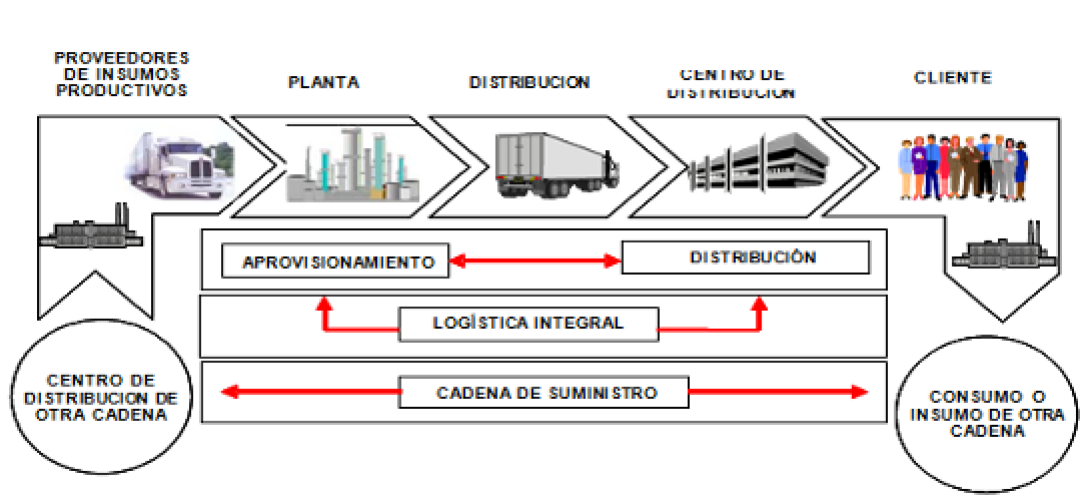 PROVEEDORES
DE INSUMOS
PRODUCTIVOS
PLANTA
DISTRIBUCION
CENTRO DE
DISTRIBUCION
CLIENTE
APROVISIONAMIENTO
DISTRIBUCIÓN
LOGÍSTICA INTEGRAL
CADENA DE SUMINISTRO
CENTRO DE
DISTRIBUCION DE
OTRA CADENA
CONSUMO O
INSUMO DE OTRA
CADENA